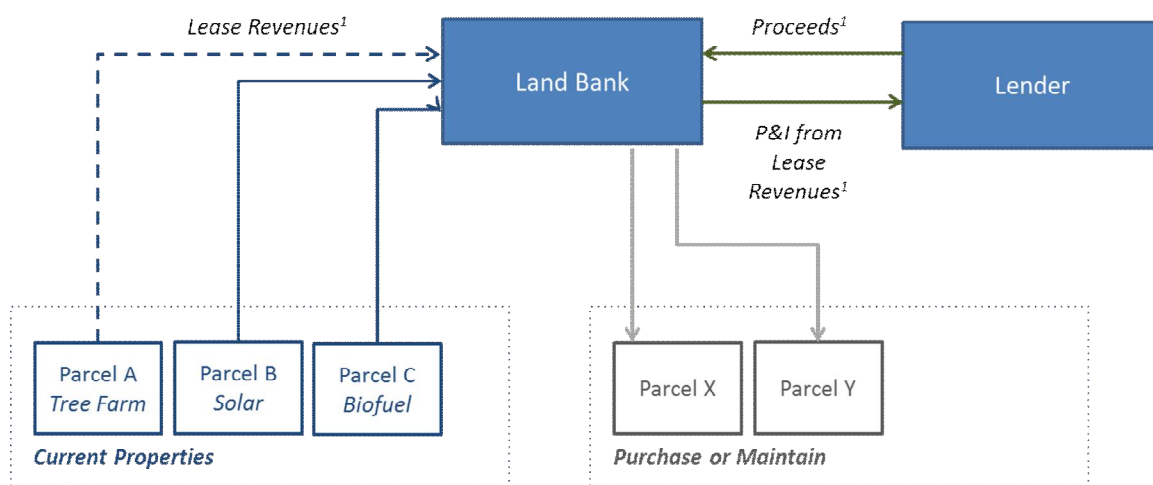 Lease Revenues¹
Proceeds¹
Land Bank
Lender
P&I from
Lease
Revenues¹
Parcel A
Tree Farm
Parcel B
Solar
Parcel C
Biofuel
Parcel X
Parcel Y
Current Properties
Purchase or Maintain